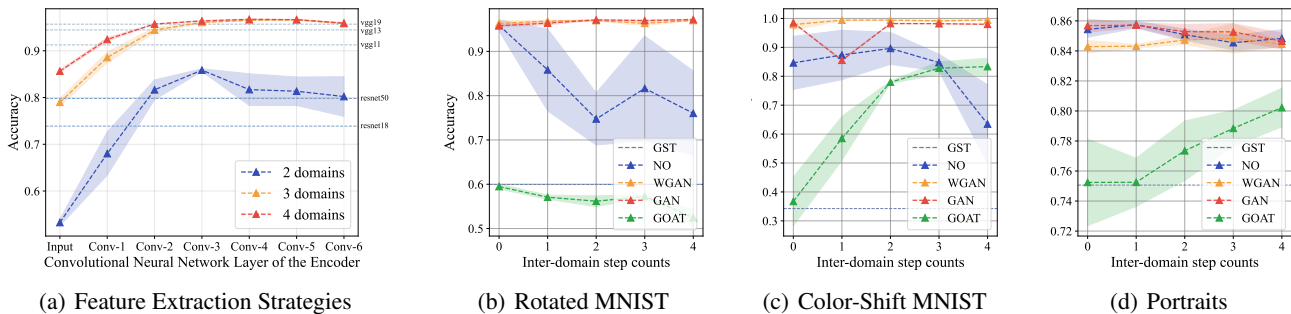 Accuracy
0.9
0.8
0.7
0.6
vgg19
vgg13
vgg11
resnet50
resnet18
2 domains
3 domains
4 domains
Input Conv-1 Conv-2 Conv-3 Conv-4 Conv-5 Conv-6
Convolutional Neural Network Layer of the Encoder
(a) Feature Extraction Strategies
Accuracy
0.9
0.8
0.7
0.6
0.5
GST
NO
WGAN
GAN
GOAT
0 1 2 3 4
Inter-domain step counts
(b) Rotated MNIST
1.0
0.9
0.8
0.7
0.6
0.5
0.4
0.3
GST
NO
WGAN
GAN
GOAT
0 1 2 3 4
Inter-domain step counts
(c) Color-Shift MNIST
0.86
0.84
0.82
0.80
0.78
0.76
0.74
0.72
GST
NO
WGAN
GAN
GOAT
0 1 2 3 4
Inter-domain step counts
(d) Portraits